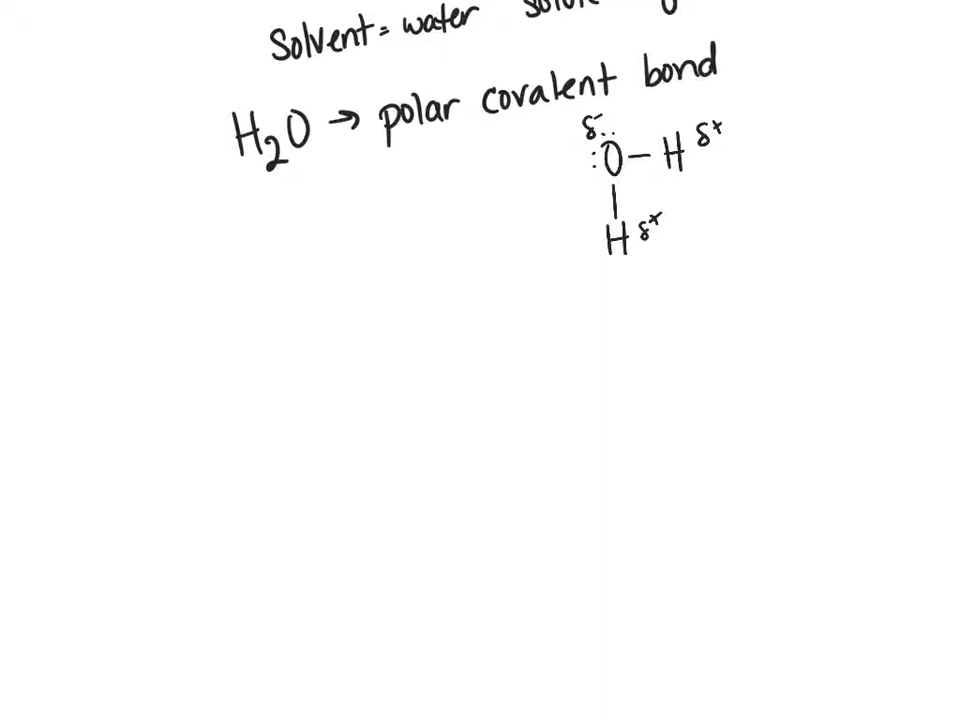 Solvent = water
H₂O → polar covalent bond
δ-
:Ö – H δ+
|
H δ+